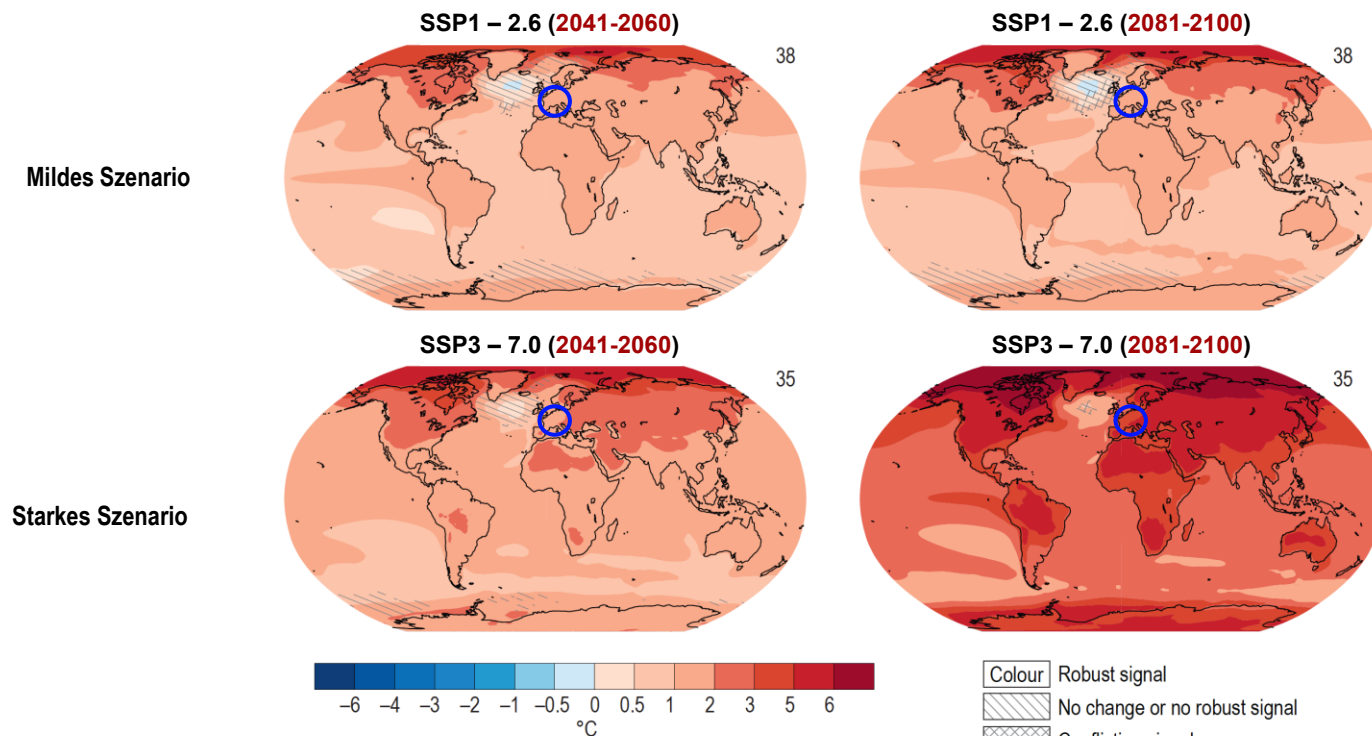 SSP1 – 2.6 (2041-2060)
SSP1 – 2.6 (2081-2100)
38
38
Mildes Szenario
SSP3 – 7.0 (2041-2060)
SSP3 – 7.0 (2081-2100)
35
35
Starkes Szenario
–6 –4 –3 –2 –1 –0.5 0 0.5 1 2 3 5 6
°C
Colour Robust signal
No change or no robust signal